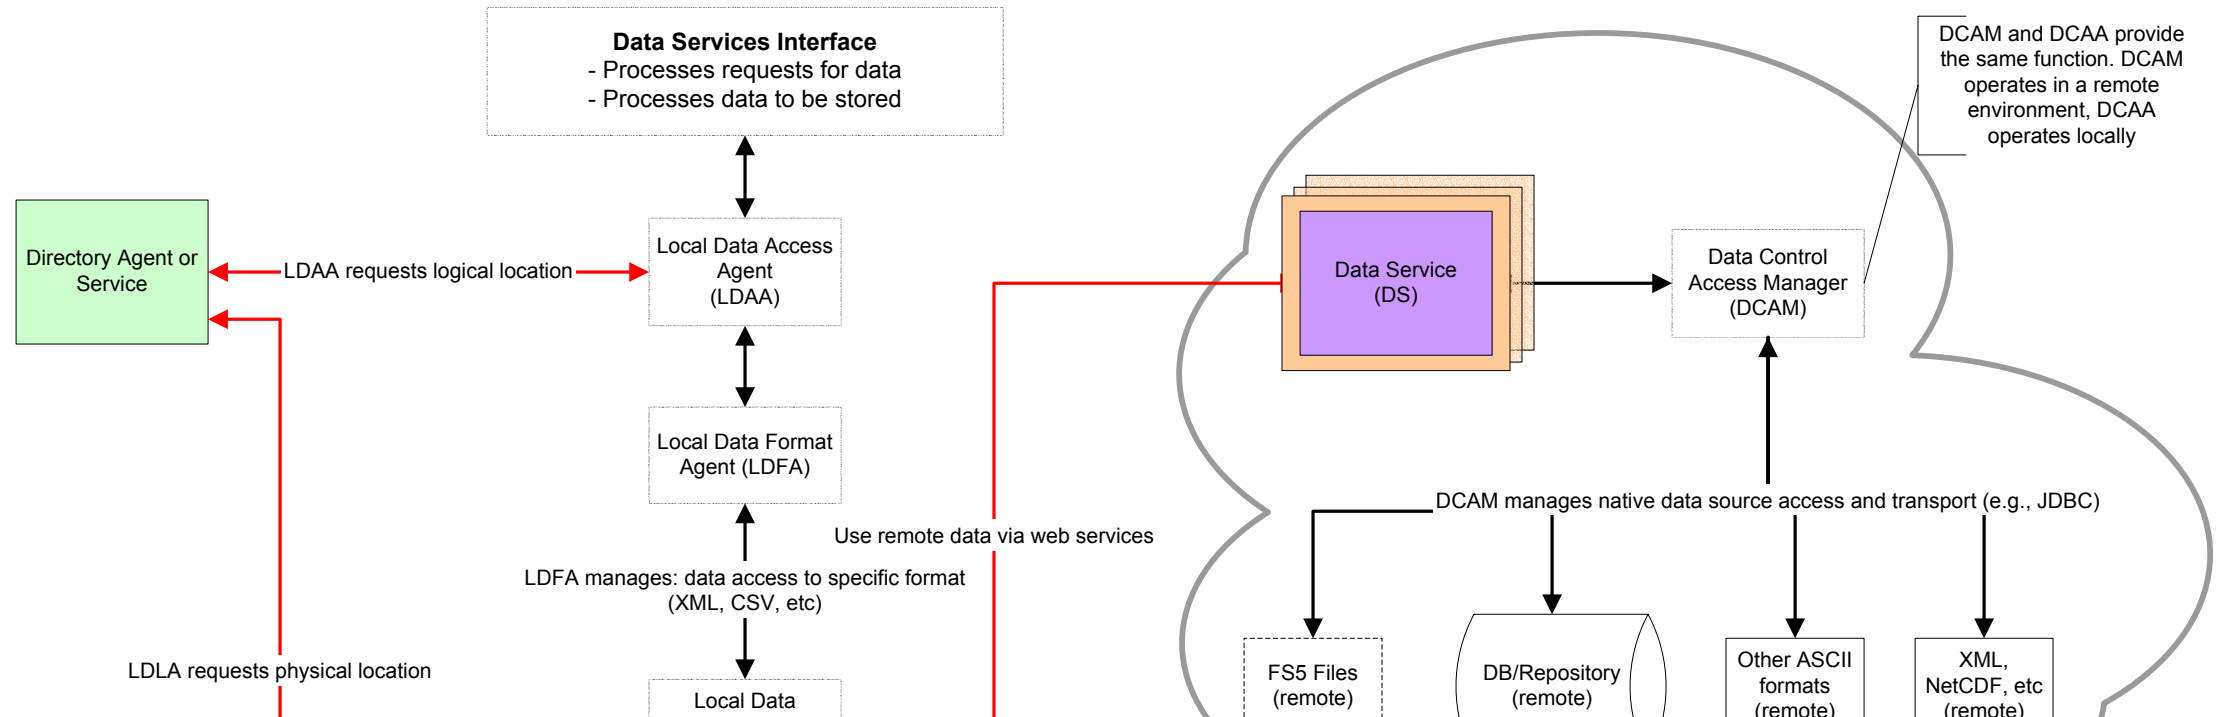 Data Services Interface
- Processes requests for data
- Processes data to be stored
DCAM and DCAA provide
the same function. DCAM
operates in a remote
environment, DCAA
operates locally
Directory Agent or
Service
LDAA requests logical location
Local Data Access
Agent
(LDAA)
Data Service
(DS)
Data Control
Access Manager
(DCAM)
Local Data Format
Agent (LDFA)
DCAM manages native data source access and transport (e.g., JDBC)
Use remote data via web services
LDFA manages: data access to specific format
(XML, CSV, etc)
LDLA requests physical location
Local Data
FS5 Files
(remote)
DB/Repository
(remote)
Other ASCII
formats
(remote)
XML,
NetCDF, etc
(remote)